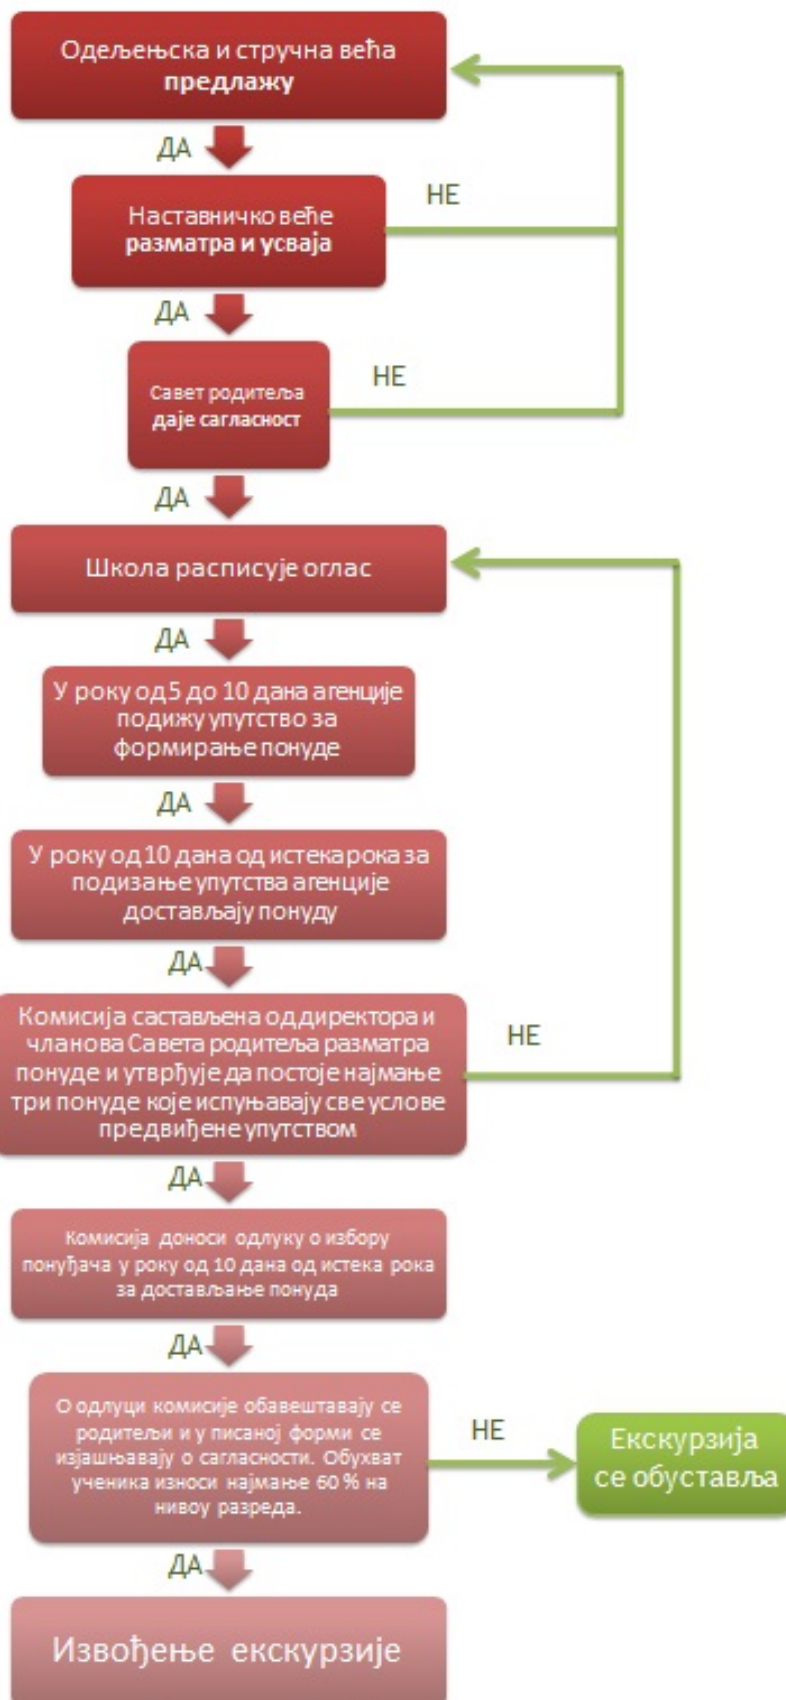 Одељенска и стручна већа
предлажу
ДА
Наставничко веће
разматра и усваја
НЕ
ДА
Савет родитеља
даје сагласност
НЕ
ДА
Школа расписује оглас
ДА
У року од 5 до 10 дана агенције
подижу упутство за
формирање понуде
ДА
У року од 10 дана од истека рока за
подизање упутства агенције
достављају понуду
ДА
Комисија састављена од директора и
чланова Савета родитеља разматра
понуде и утврђује да постоје најмање
три понуде које испуњавају све услове
предвиђене упутством
НЕ
ДА
Комисија доноси одлуку о избору
понуђача у року од 10 дана од истека рока
за достављање понуда
ДА
О одлуци комисије обавештавају се
родитељи и у писаној форми се
изјашњавају о сагласности. Обухват
ученика износи најмање 60 % на
нивоу разреда.
НЕ
Екскурзија
се обуставља
ДА
Извођење екскурзије